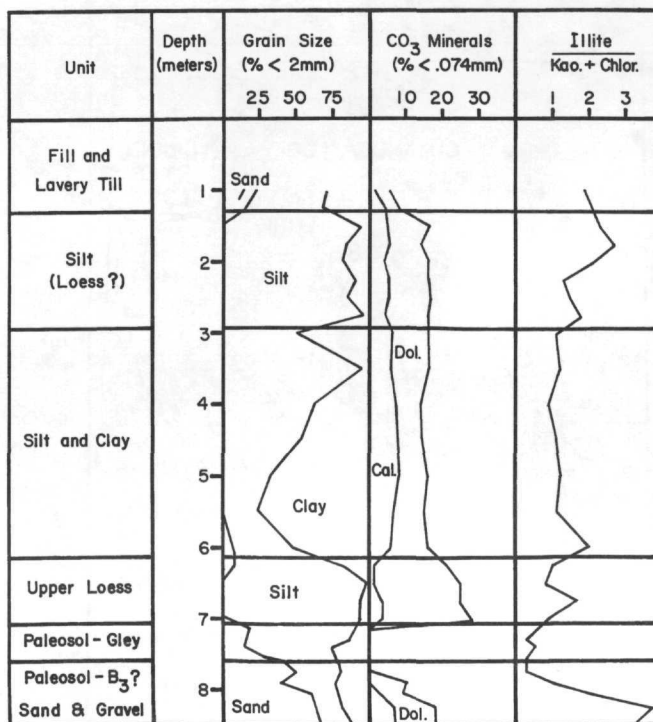 Unit
Depth
(meters)
Grain Size
(% < 2mm)
25 50 75
CO3 Minerals
(% < .074mm)
10 20 30
Illite
Kao. + Chlor.
1 2 3
Fill and
Lavery Till
Sand
1
Silt
(Loess?)
2
Silt
3
Dol.
Silt and Clay
4
5
Cal.
Clay
6
Upper Loess
Silt
7
Paleosol-Gley
Paleosol-B3?
8
Sand & Gravel
Sand
Dol.